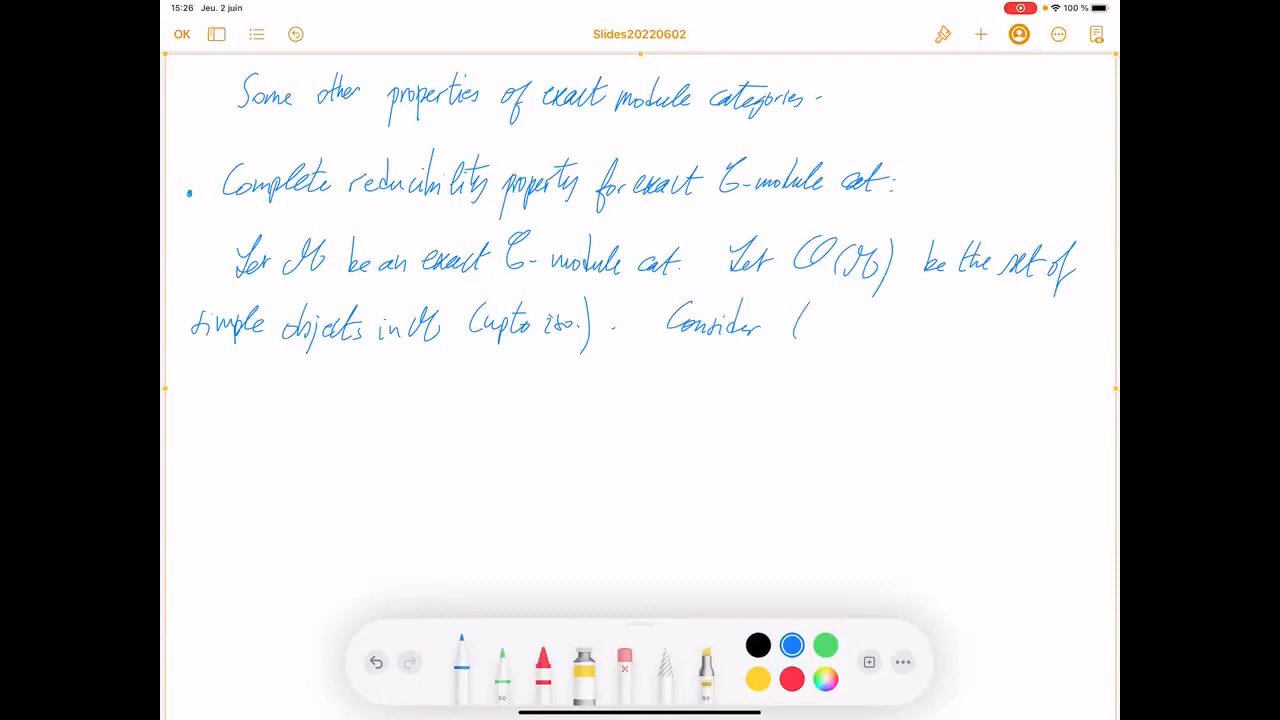 15:26 Jeu. 2 juin 100 %
OK Slides20220602
Some other properties of exact module categories.
. Complete reducibility property for exact C-module cat:
Let M be an exact C-module cat. Let O(M) be the set of
simple objects in M (upto iso.). Consider (